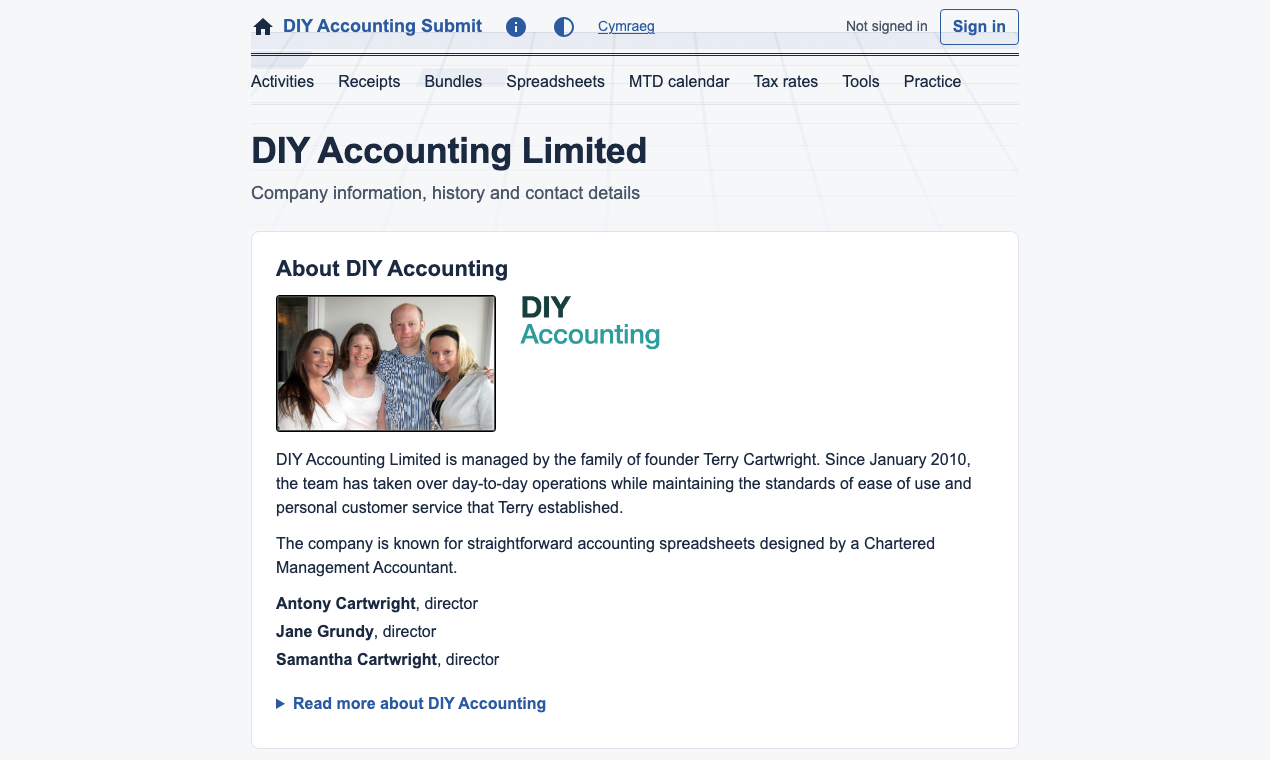 DIY Accounting Submit
Cymraeg
Not signed in
Sign in
Activities
Receipts
Bundles
Spreadsheets
MTD calendar
Tax rates
Tools
Practice
DIY Accounting Limited
Company information, history and contact details
About DIY Accounting
DIY
Accounting
DIY Accounting Limited is managed by the family of founder Terry Cartwright. Since January 2010,
the team has taken over day-to-day operations while maintaining the standards of ease of use and
personal customer service that Terry established.
The company is known for straightforward accounting spreadsheets designed by a Chartered
Management Accountant.
Antony Cartwright, director
Jane Grundy, director
Samantha Cartwright, director
Read more about DIY Accounting